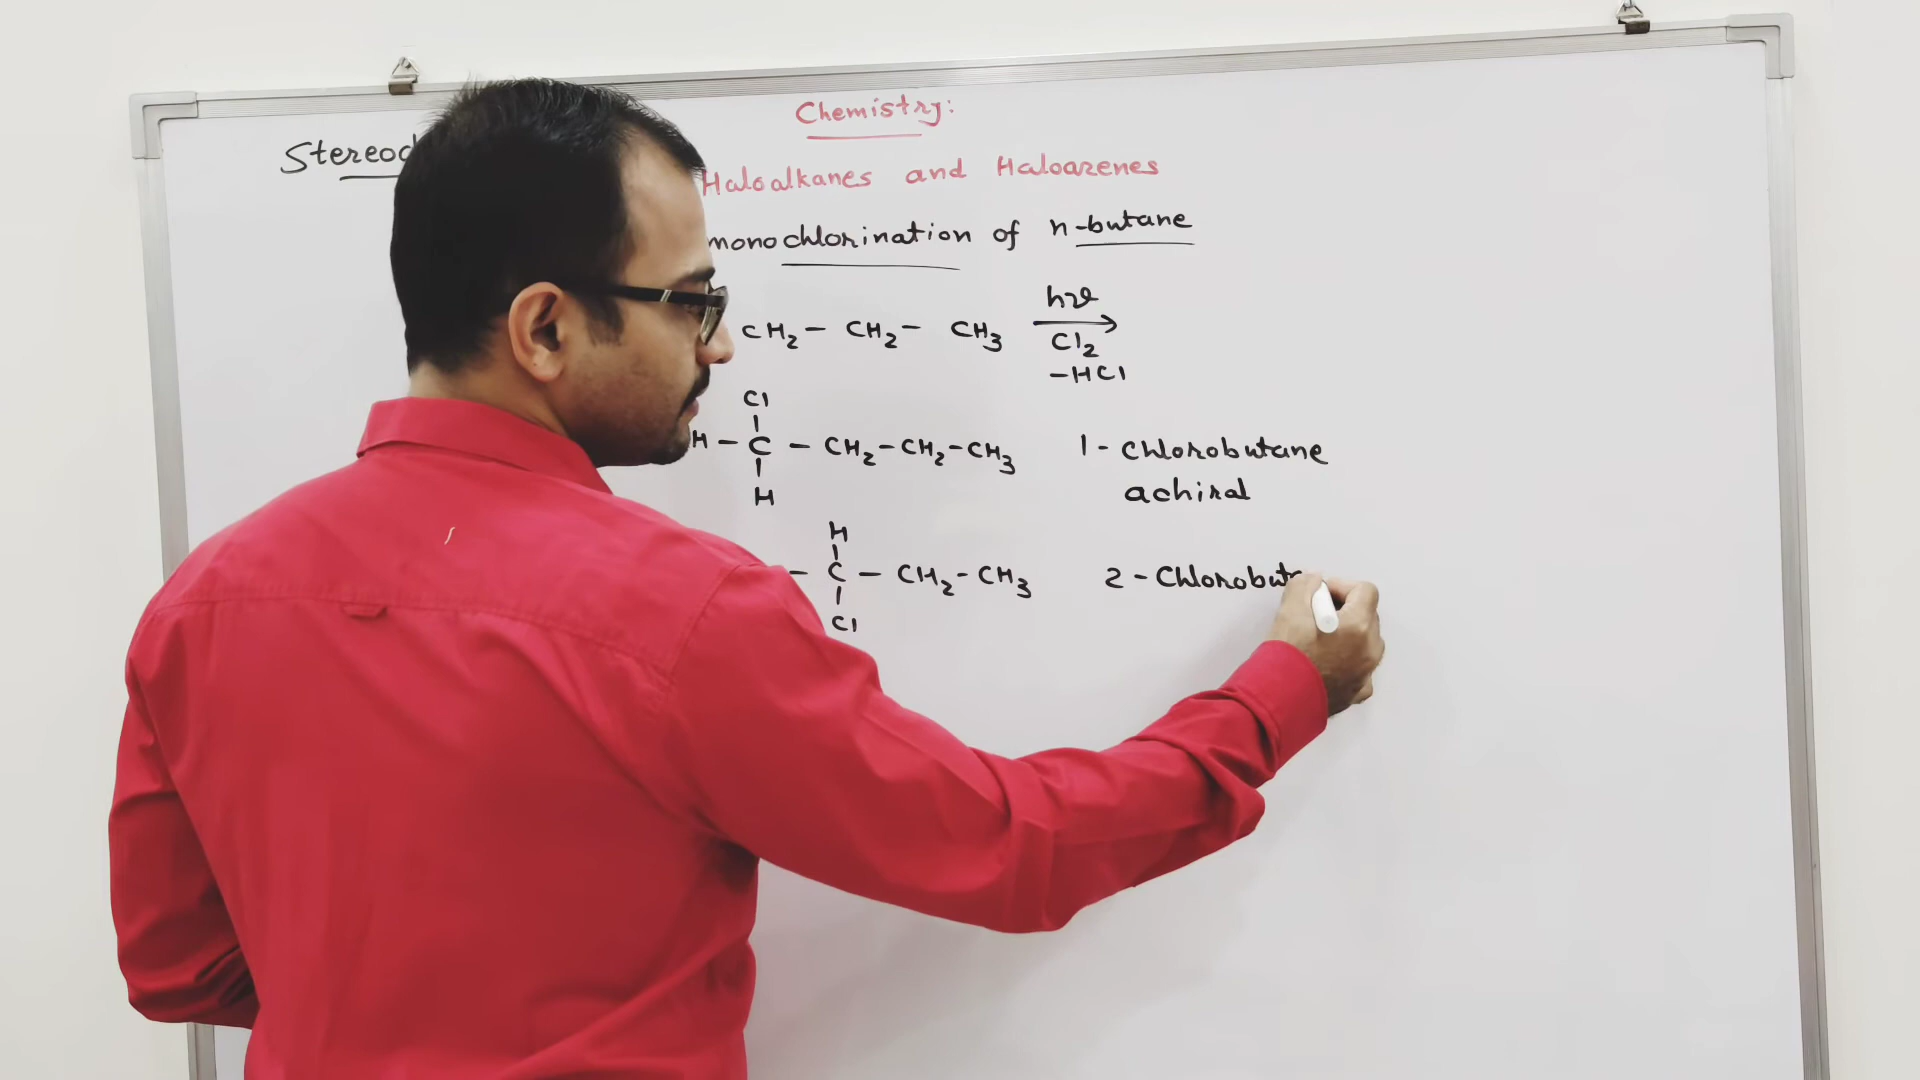 Chemistry:
Haloalkanes and Haloarenes
monochlorination of n-butane
hν
CH2 – CH2 – CH3 →
Cl2
-HCl
Cl
H – C – CH2-CH2-CH3 1 - Chlorobutane
H achiral
H
– C – CH2-CH3 2 - Chlorobut
Cl